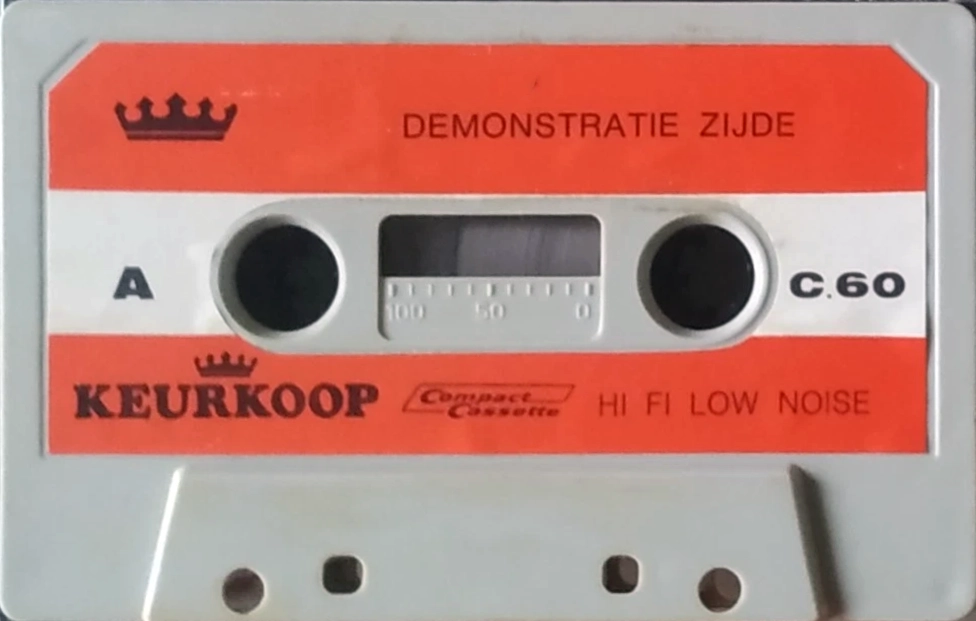 DEMONSTRATIE ZIJDE
A
C.60
100 50 0
KEURKOOP
Compact
Cassette
HI FI LOW NOISE